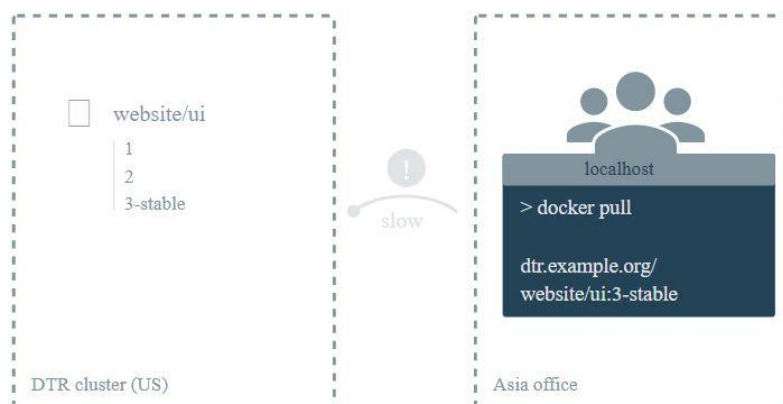 website/ui
1
2
3-stable
DTR cluster (US)
!
slow
localhost
> docker pull
dtr.example.org/
website/ui:3-stable
Asia office